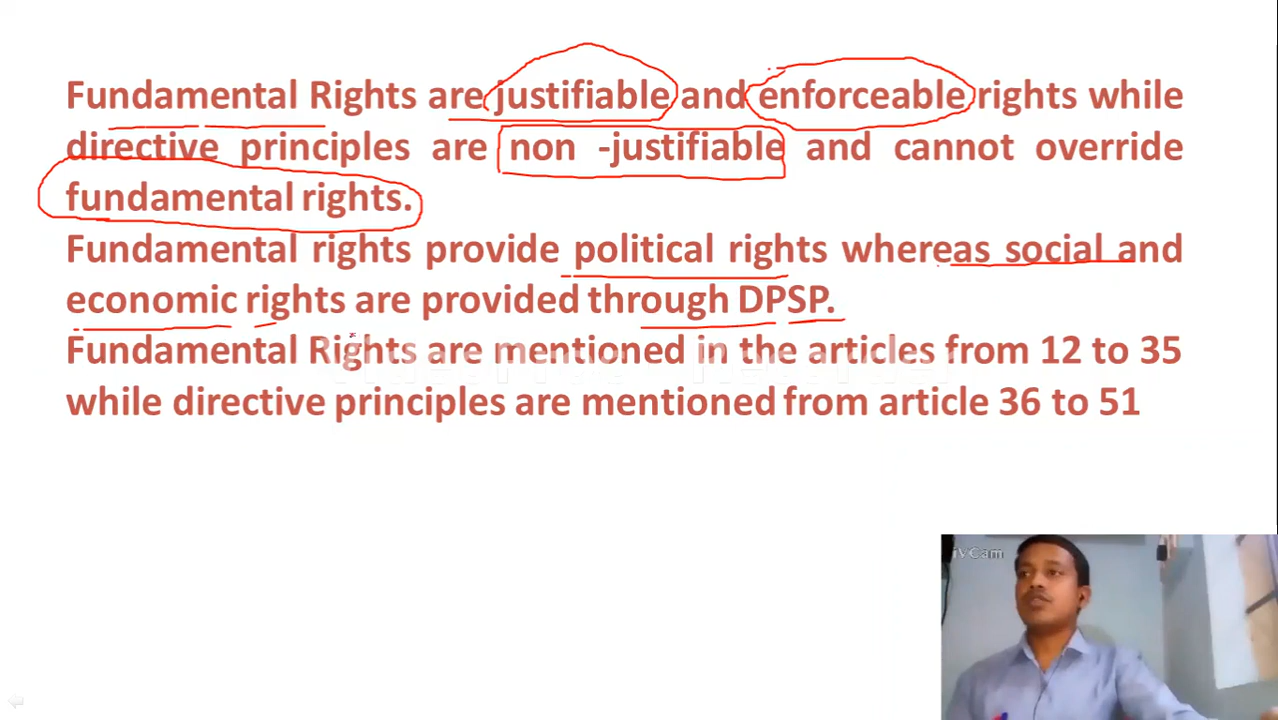 Fundamental Rights are justifiable and enforceable rights while
directive principles are non -justifiable and cannot override
fundamental rights.
Fundamental rights provide political rights whereas social and
economic rights are provided through DPSP.
Fundamental Rights are mentioned in the articles from 12 to 35
while directive principles are mentioned from article 36 to 51
iVCam